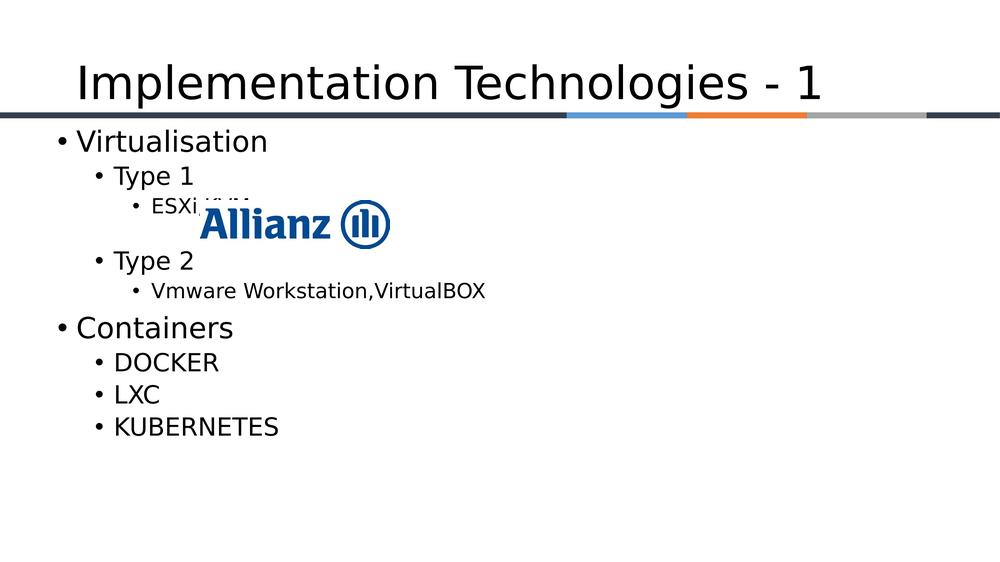 Implementation Technologies - 1
• Virtualisation
• Type 1
• ESXi
Allianz
• Type 2
• Vmware Workstation,VirtualBOX
• Containers
• DOCKER
• LXC
• KUBERNETES